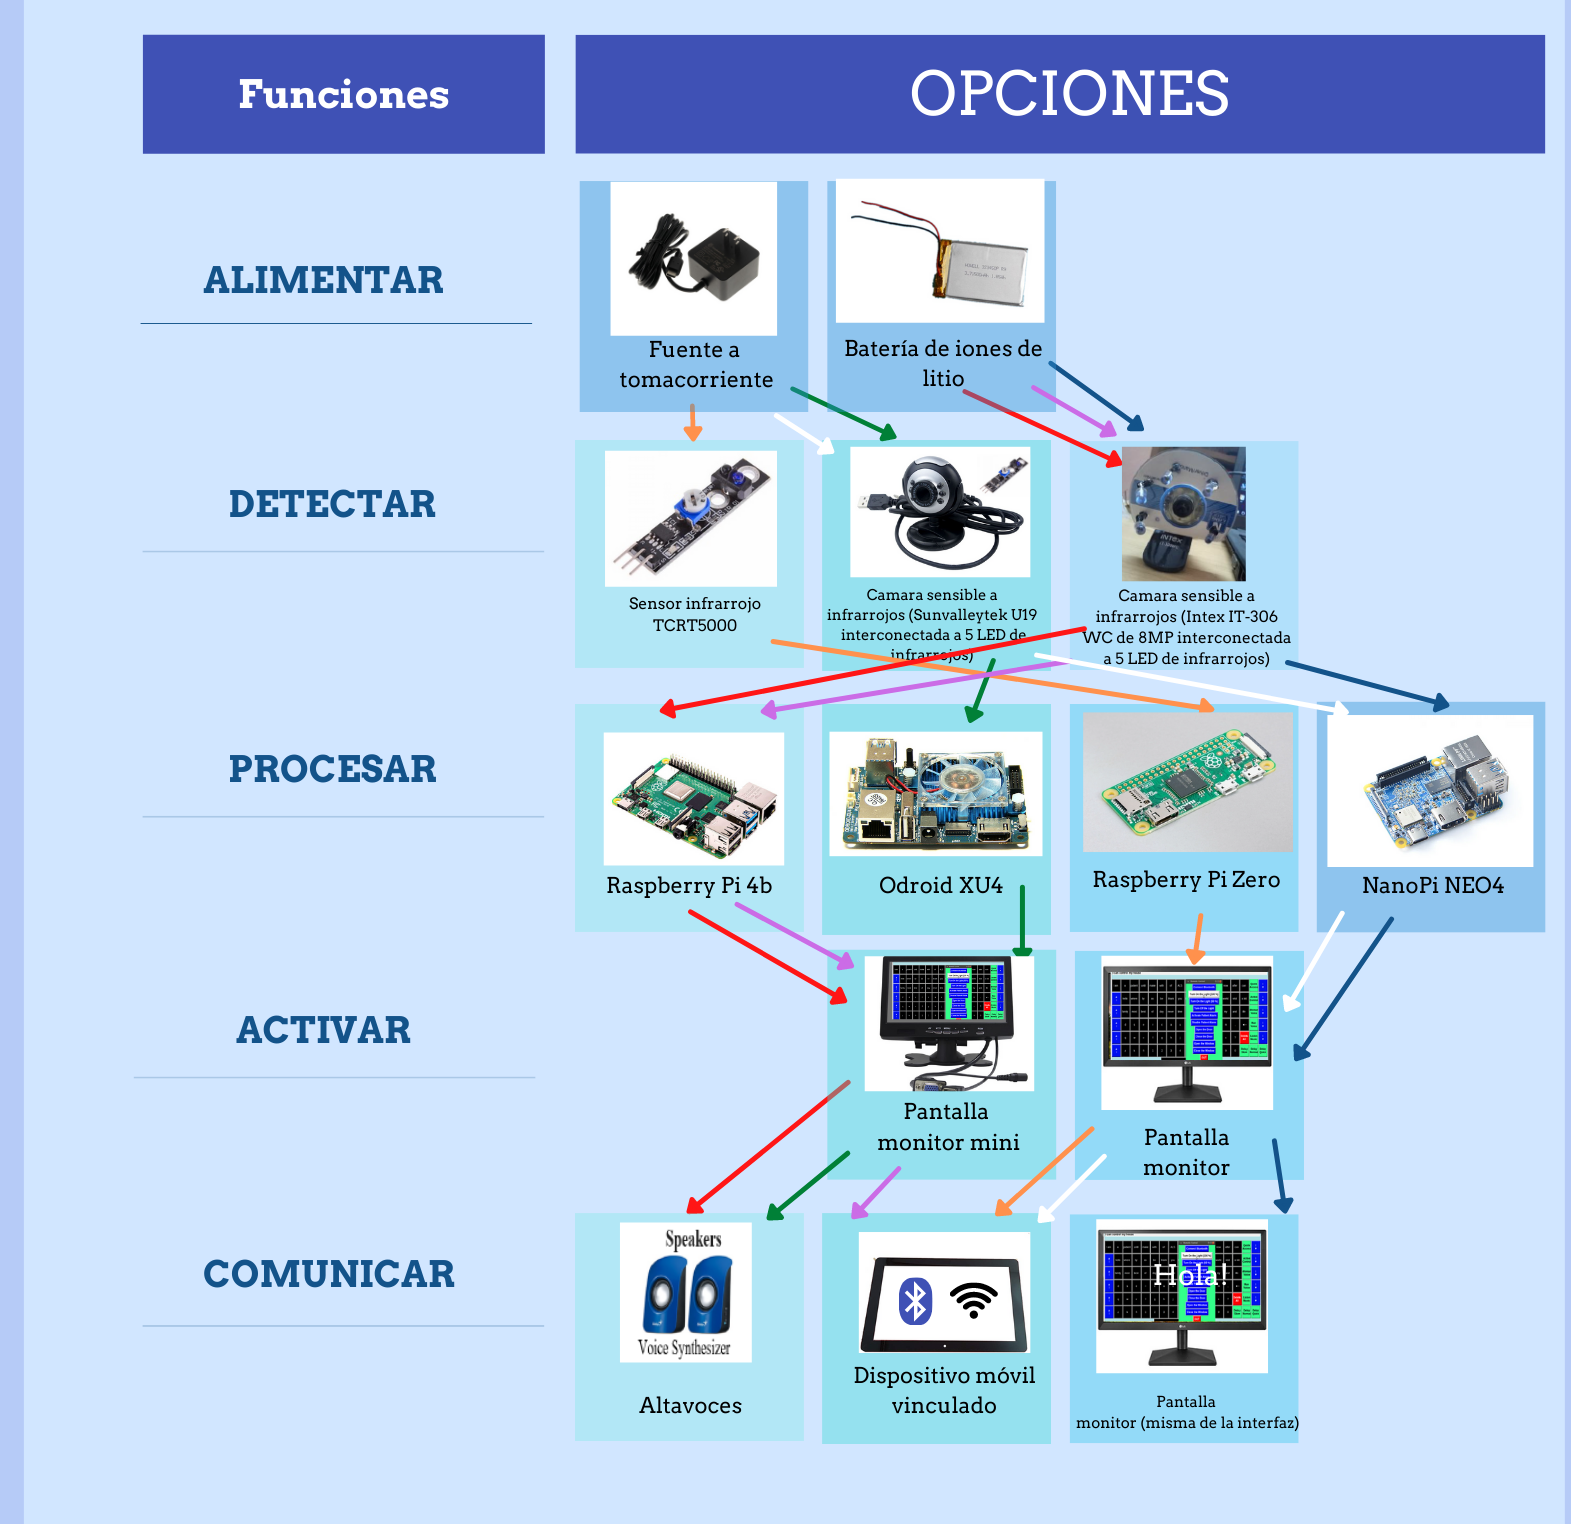 Funciones
OPCIONES
ALIMENTAR
Fuente a
tomacorriente
Batería de iones de
litio
DETECTAR
Sensor infrarrojo
TCRT5000
Camara sensible a
infrarrojos (Sunvalleytek U19
interconectada a 5 LED de
infrarrojos)
INTEX
Camara sensible a
infrarrojos (Intex IT-306
WC de 8MP interconectada
a 5 LED de infrarrojos)
PROCESAR
Raspberry Pi 4b
Odroid XU4
Raspberry Pi Zero
NanoPi NEO4
ACTIVAR
Pantalla
monitor mini
Pantalla
monitor
COMUNICAR
Speakers
Voice Synthesizer
Altavoces
Dispositivo móvil
vinculado
Hola!
Pantalla
monitor (misma de la interfaz)